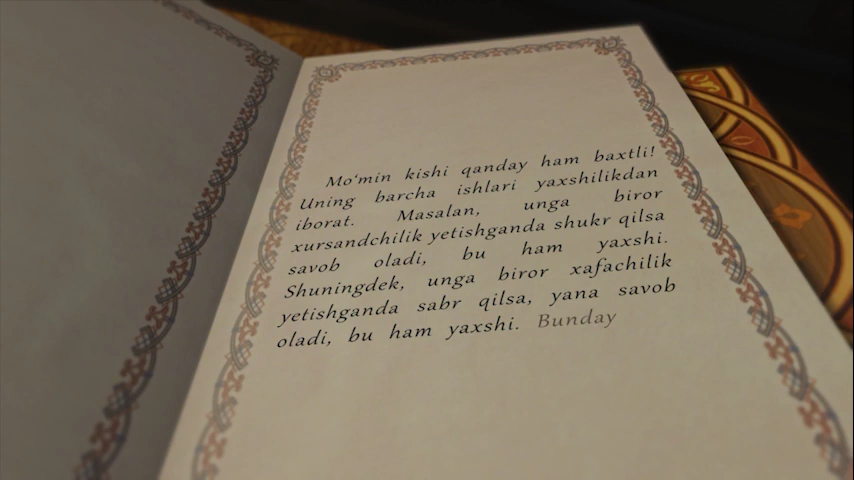 Mo‘min kishi qanday ham baxtli!
Uning barcha ishlari yaxshilikdan
iborat. Masalan, unga biror
xursandchilik yetishganda shukr qilsa
savob oladi, bu ham yaxshi.
Shuningdek, unga biror xafachilik
yetishganda sabr qilsa, yana savob
oladi, bu ham yaxshi. Bunday